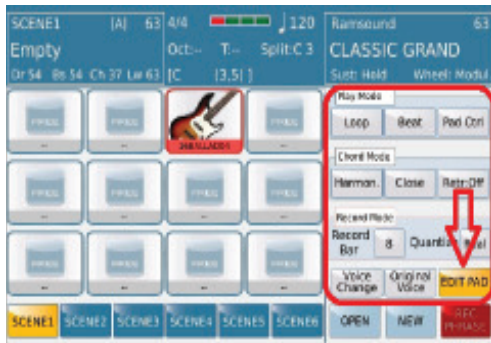 SCENE1 (A) 63 4/4 120
Empty Oct:-- T:-- Split:C 3
Dr 54 Bs 54 Ch 37 Lw 63 [C (3,5) ]
Ramsound 63
CLASSIC GRAND
Sust: Hold Wheel: Modul
Play Mode
Loop Beat Pad Ctrl
Chord Mode
Harmon. Close Retr:Off
Record Mode
Record Bar 8
Voice Change Original Voice EDIT PAD
SCENE1 SCENE2 SCENE3 SCENE4 SCENE5 SCENE6
OPEN NEW REC PHRASE